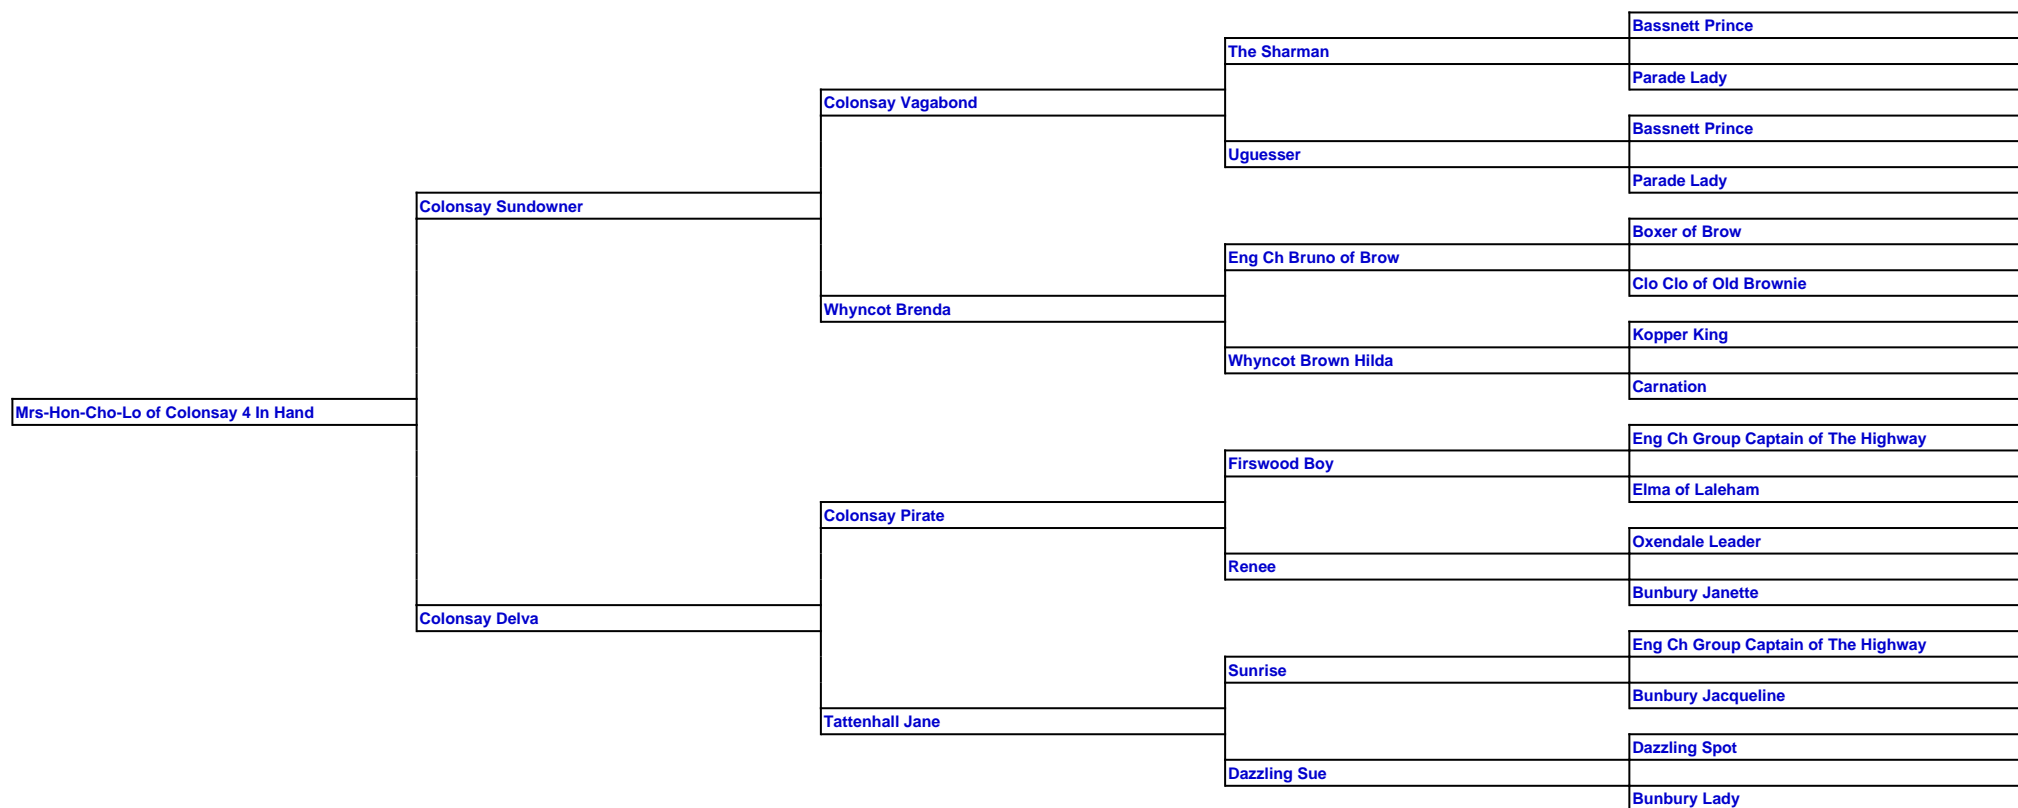 Bassnett Prince
The Sharman
Parade Lady
Colonsay Vagabond
Bassnett Prince
Uguesser
Parade Lady
Colonsay Sundowner
Boxer of Brow
Eng Ch Bruno of Brow
Clo Clo of Old Brownie
Whyncot Brenda
Kopper King
Whyncot Brown Hilda
Carnation
Mrs-Hon-Cho-Lo of Colonsay 4 In Hand
Eng Ch Group Captain of The Highway
Firswood Boy
Elma of Laleham
Colonsay Pirate
Oxendale Leader
Renee
Bunbury Janette
Colonsay Delva
Eng Ch Group Captain of The Highway
Sunrise
Bunbury Jacqueline
Tattenhall Jane
Dazzling Spot
Dazzling Sue
Bunbury Lady